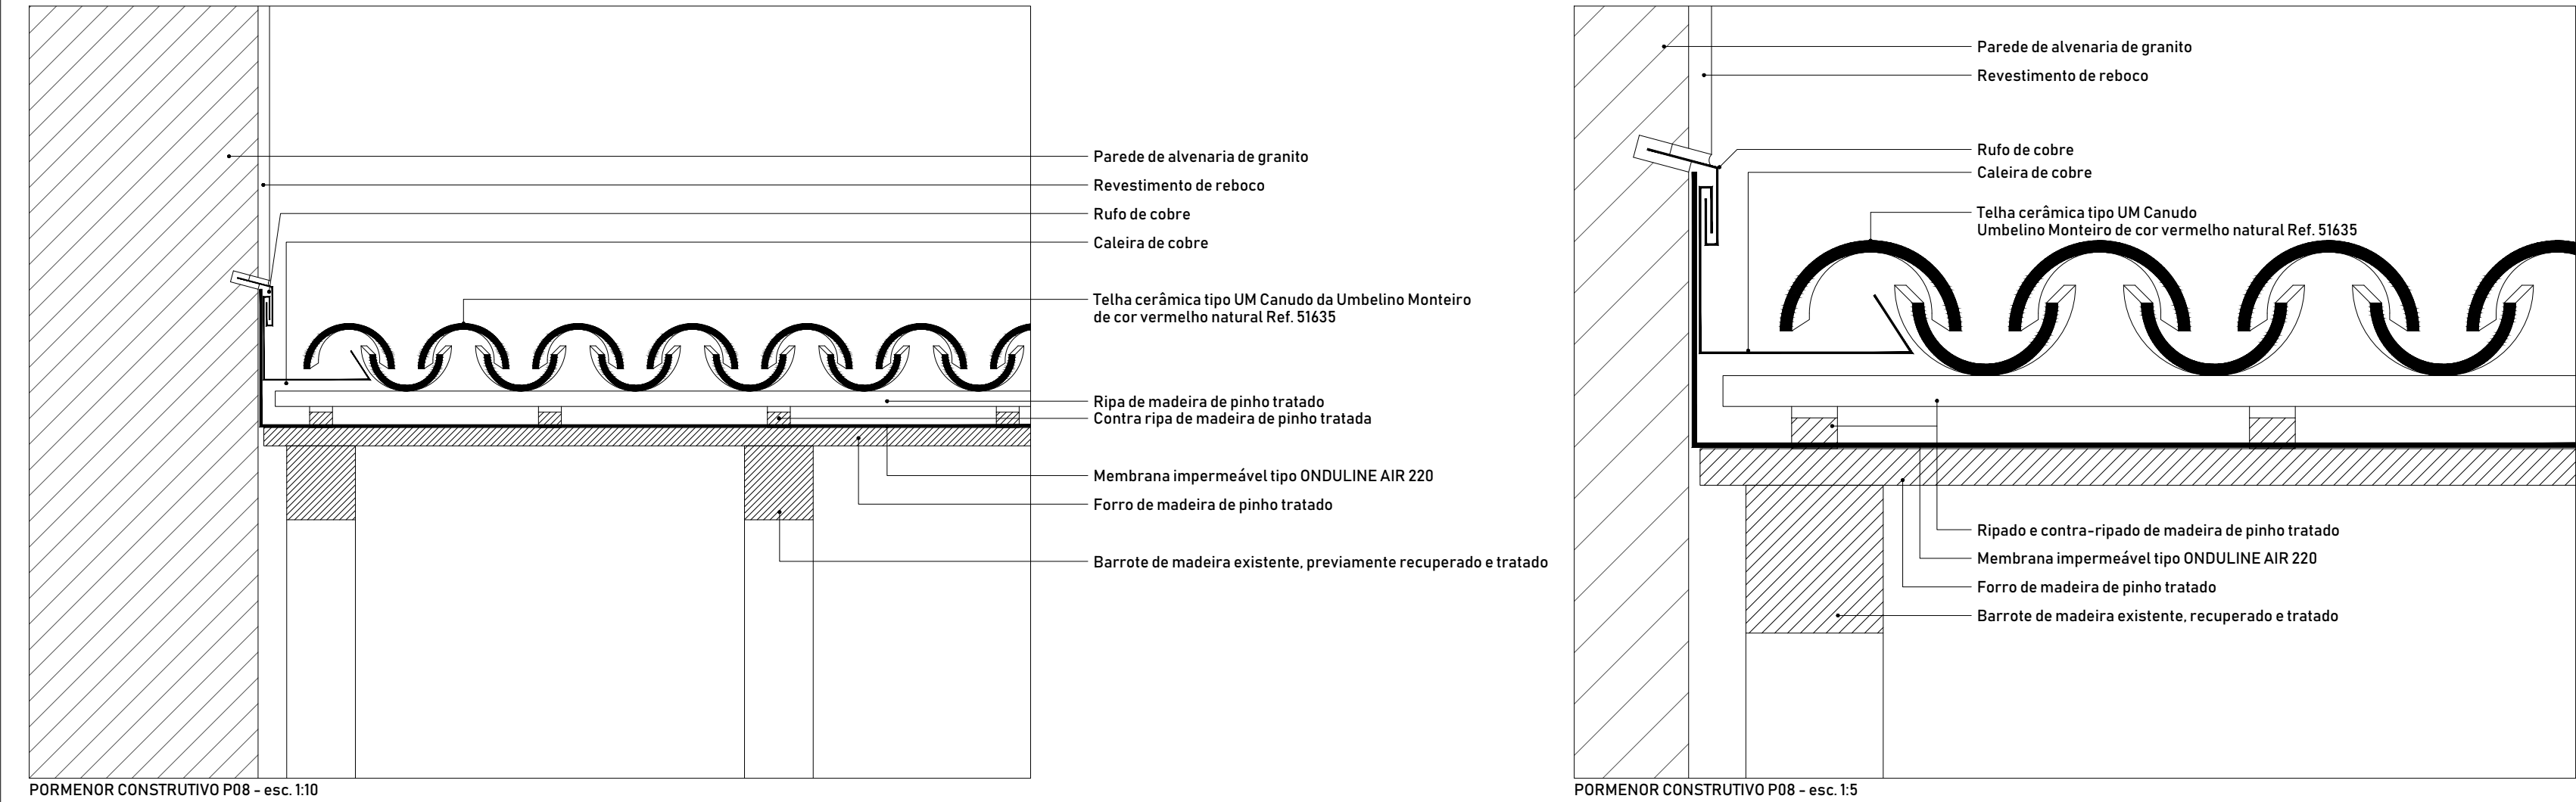 Parede de alvenaria de granito
Revestimento de reboco
Rufo de cobre
Caleira de cobre
Telha cerâmica tipo UM Canudo da Umbelino Monteiro
de cor vermelho natural Ref. 51635
Ripa de madeira de pinho tratado
Contra ripa de madeira de pinho tratada
Membrana impermeável tipo ONDULINE AIR 220
Forro de madeira de pinho tratado
Barrote de madeira existente, previamente recuperado e tratado
PORMENOR CONSTRUTIVO P08 - esc. 1:10
Parede de alvenaria de granito
Revestimento de reboco
Rufo de cobre
Caleira de cobre
Telha cerâmica tipo UM Canudo
Umbelino Monteiro de cor vermelho natural Ref. 51635
Ripado e contra-ripado de madeira de pinho tratado
Membrana impermeável tipo ONDULINE AIR 220
Forro de madeira de pinho tratado
Barrote de madeira existente, recuperado e tratado
PORMENOR CONSTRUTIVO P08 - esc. 1:5